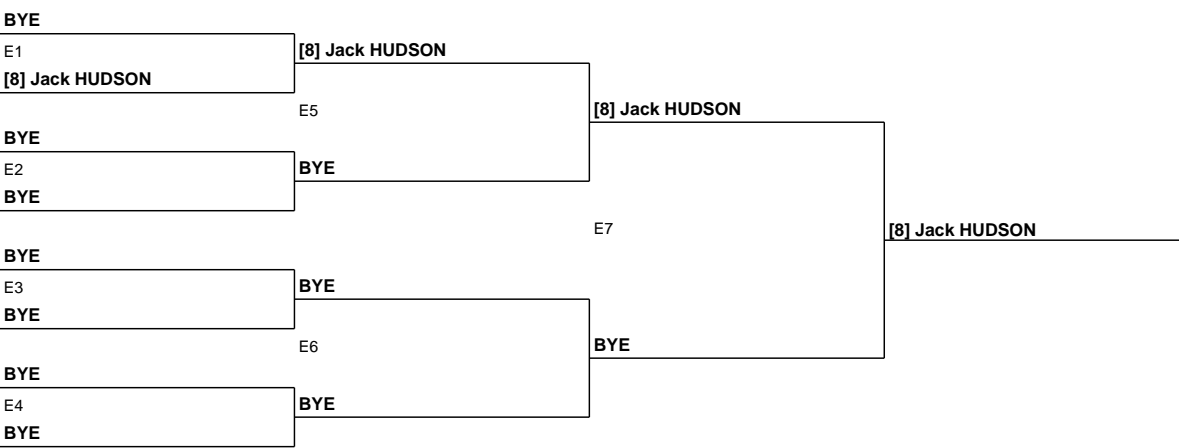 BYE
E1
[8] Jack HUDSON
BYE
E2
BYE
BYE
E3
BYE
BYE
E4
BYE
[8] Jack HUDSON
E5
BYE
BYE
E6
BYE
[8] Jack HUDSON
E7
BYE
[8] Jack HUDSON